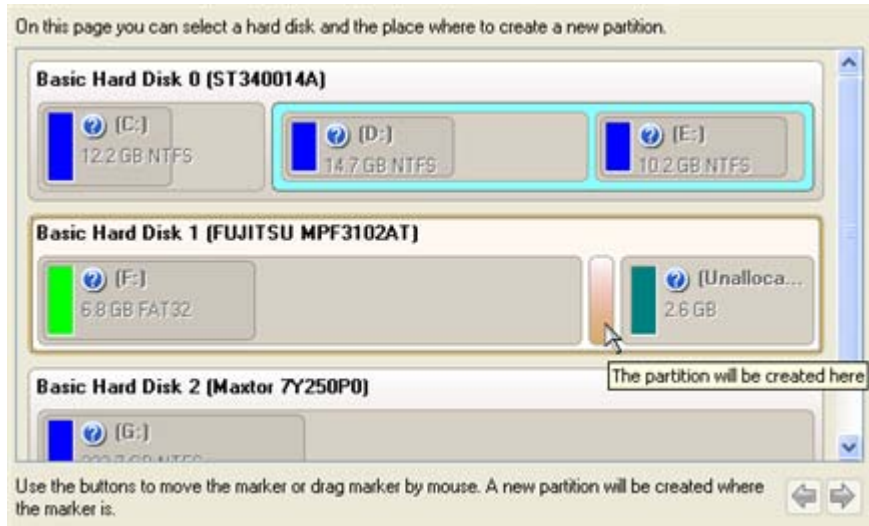 On this page you can select a hard disk and the place where to create a new partition.
Basic Hard Disk 0 (ST340014A)
(C:)
12.2 GB NTFS
(D:)
14.7 GB NTFS
(E:)
10.2 GB NTFS
Basic Hard Disk 1 (FUJITSU MPF3102AT)
(F:)
6.8 GB FAT32
(Unalloca...
2.6 GB
The partition will be created here
Basic Hard Disk 2 (Maxtor 7Y250P0)
(G:)
Use the buttons to move the marker or drag marker by mouse. A new partition will be created where
the marker is.